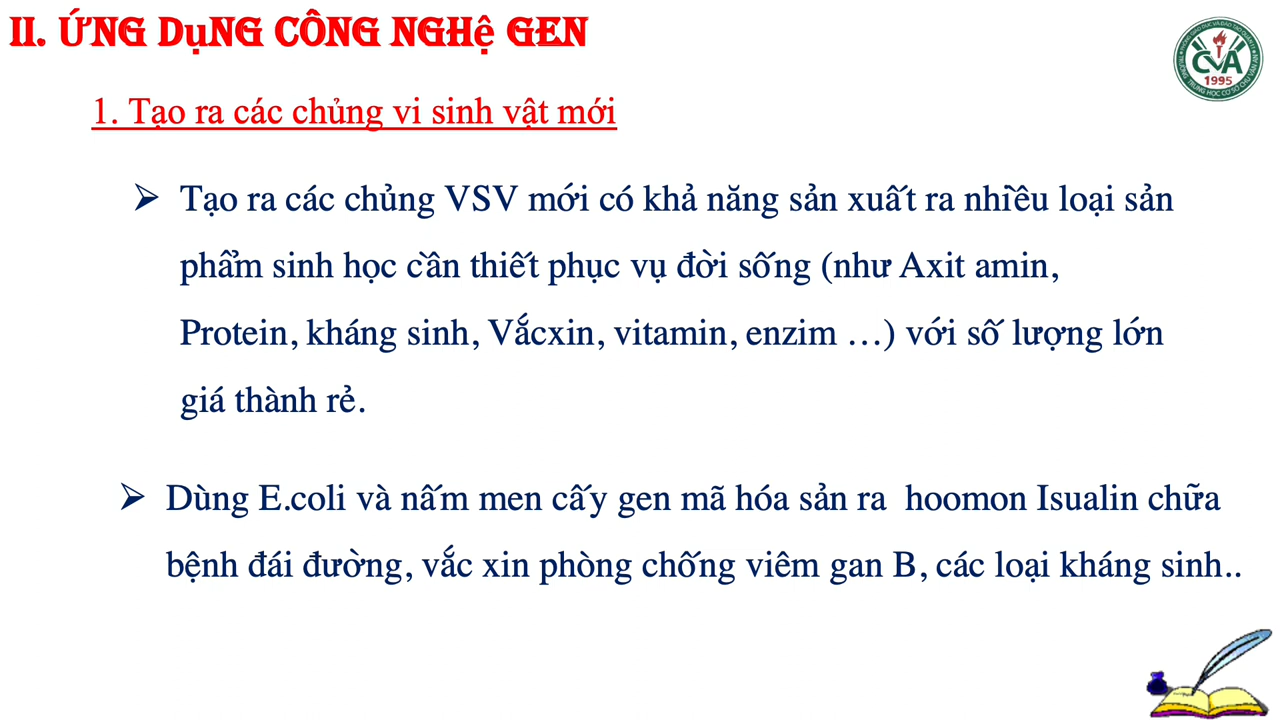 II. ỨNG DỤNG CÔNG NGHỆ GEN
CVA
1995
1. Tạo ra các chủng vi sinh vật mới
Tạo ra các chủng VSV mới có khả năng sản xuất ra nhiều loại sản
phẩm sinh học cần thiết phục vụ đời sống (như Axit amin,
Protein, kháng sinh, Vắcxin, vitamin, enzim …) với số lượng lớn
giá thành rẻ.
Dùng E.coli và nấm men cấy gen mã hóa sản ra hoomon Isualin chữa
bệnh đái đường, vắc xin phòng chống viêm gan B, các loại kháng sinh..